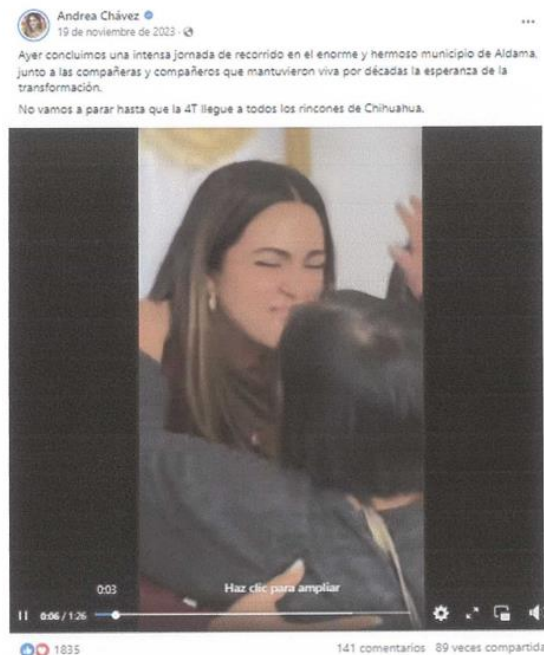 Andrea Chávez
19 de noviembre de 2023 ·
Ayer concluimos una intensa jornada de recorrido en el enorme y hermoso municipio de Aldama,
junto a las compañeras y compañeros que mantuvieron viva por décadas la esperanza de la
transformación.
No vamos a parar hasta que la 4T llegue a todos los rincones de Chihuahua.
0:03
Haz clic para ampliar
0:06 / 1:26
1835
141 comentarios 89 veces compartida